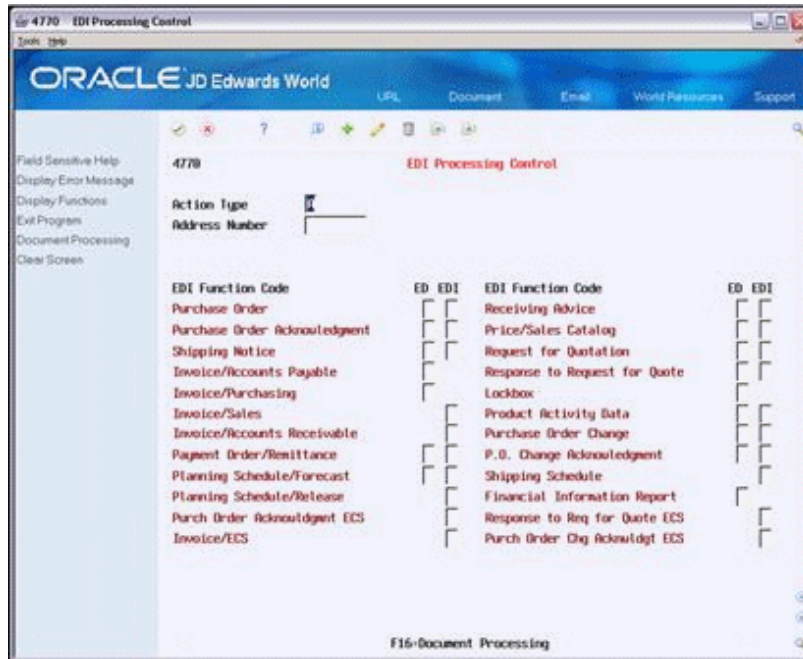 4770 EDI Processing Control
Tools Help
ORACLE JD Edwards World
URL Document Email World Resources Support
Field Sensitive Help
Display Error Message
Display Functions
Exit Program
Document Processing
Clear Screen
4770 EDI Processing Control
Action Type I
Address Number
EDI Function Code ED EDI EDI Function Code ED EDI
Purchase Order Receiving Advice
Purchase Order Acknowledgment Price/Sales Catalog
Shipping Notice Request for Quotation
Invoice/Accounts Payable Response to Request for Quote
Invoice/Purchasing Lockbox
Invoice/Sales Product Activity Data
Invoice/Accounts Receivable Purchase Order Change
Payment Order/Remittance P.O. Change Acknowledgment
Planning Schedule/Forecast Shipping Schedule
Planning Schedule/Release Financial Information Report
Purch Order Acknowldgmnt ECS Response to Req for Quote ECS
Invoice/ECS Purch Order Chg Acknwldgt ECS
F16=Document Processing